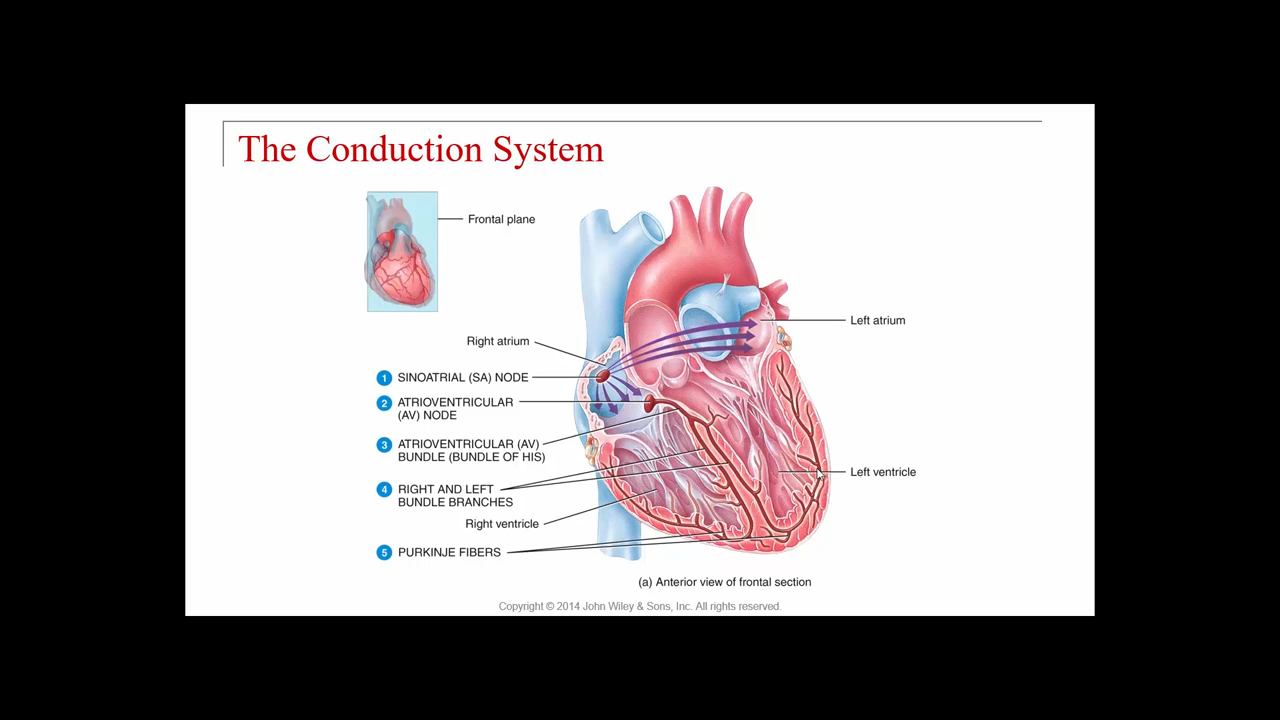 The Conduction System
Frontal plane
Left atrium
Right atrium
1 SINOATRIAL (SA) NODE
2 ATRIOVENTRICULAR
(AV) NODE
3 ATRIOVENTRICULAR (AV)
BUNDLE (BUNDLE OF HIS)
Left ventricle
4 RIGHT AND LEFT
BUNDLE BRANCHES
Right ventricle
5 PURKINJE FIBERS
(a) Anterior view of frontal section
Copyright © 2014 John Wiley & Sons, Inc. All rights reserved.